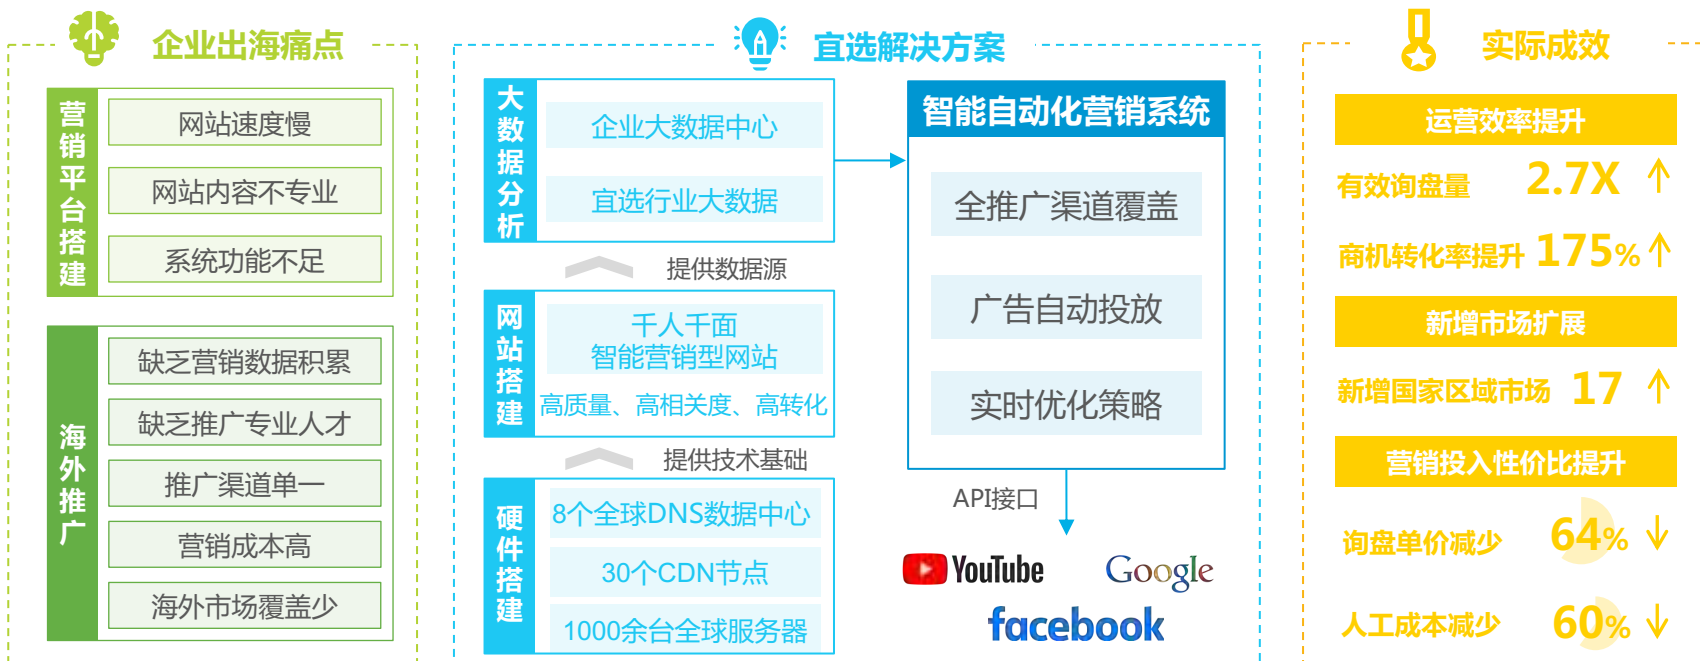 企业出海痛点
营销平台搭建
网站速度慢
网站内容不专业
系统功能不足
海外推广
缺乏营销数据积累
缺乏推广专业人才
推广渠道单一
营销成本高
海外市场覆盖少
宜选解决方案
大数据分析
企业大数据中心
宜选行业大数据
提供数据源
网站搭建
千人千面
智能营销型网站
高质量、高相关度、高转化
提供技术基础
硬件搭建
8个全球DNS数据中心
30个CDN节点
1000余台全球服务器
智能自动化营销系统
全推广渠道覆盖
广告自动投放
实时优化策略
API接口
YouTube
Google
facebook
实际成效
运营效率提升
有效询盘量 2.7X ↑
商机转化率提升 175% ↑
新增市场扩展
新增国家区域市场 17 ↑
营销投入性价比提升
询盘单价减少 64% ↓
人工成本减少 60% ↓